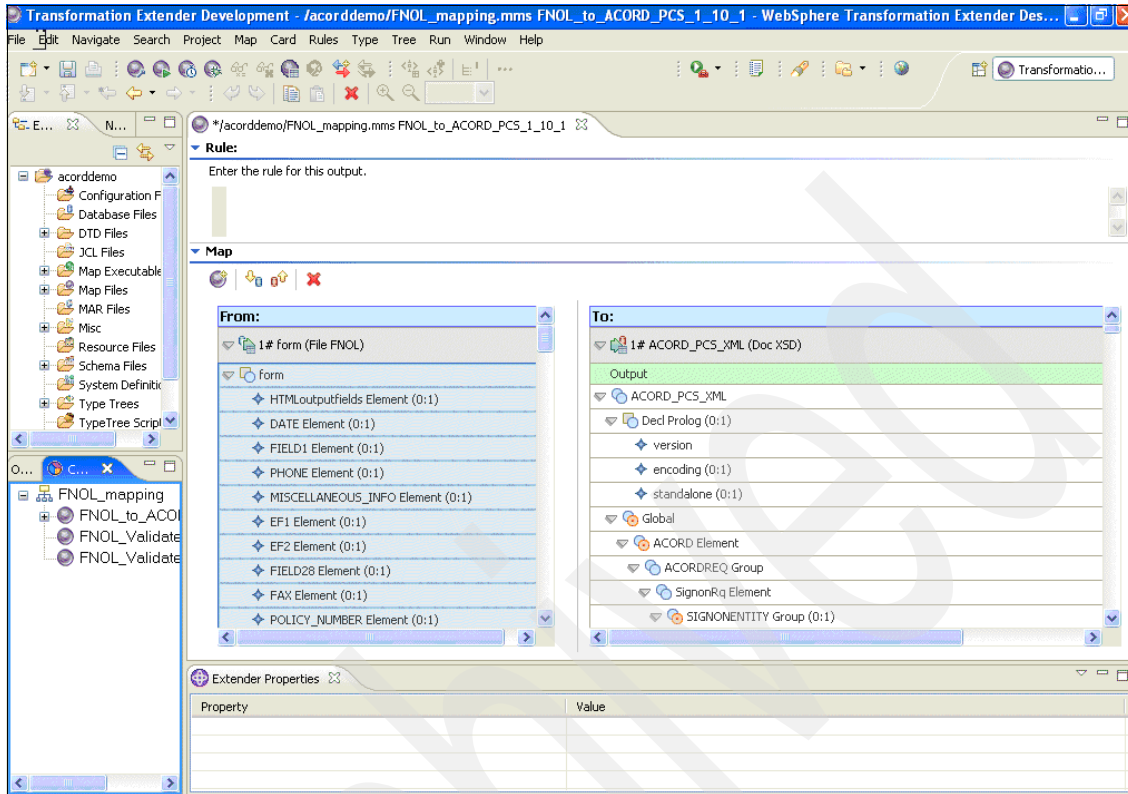 Transformation Extender Development - /acorddemo/FNOL_mapping.mms FNOL_to_ACORD_PCS_1_10_1 - WebSphere Transformation Extender Des...
File Edit Navigate Search Project Map Card Rules Type Tree Run Window Help
Transformatio...
E... N...
acorddemo
Configuration F
Database Files
DTD Files
JCL Files
Map Executable
Map Files
MAR Files
Misc
Resource Files
Schema Files
System Definitic
Type Trees
TypeTree Script
O... C...
FNOL_mapping
FNOL_to_ACOI
FNOL_Validate
FNOL_Validate
*/acorddemo/FNOL_mapping.mms FNOL_to_ACORD_PCS_1_10_1
Rule:
Enter the rule for this output.
Map
From:
1# form (File FNOL)
form
HTMLoutputfields Element (0:1)
DATE Element (0:1)
FIELD1 Element (0:1)
PHONE Element (0:1)
MISCELLANEOUS_INFO Element (0:1)
EF1 Element (0:1)
EF2 Element (0:1)
FIELD28 Element (0:1)
FAX Element (0:1)
POLICY_NUMBER Element (0:1)
To:
1# ACORD_PCS_XML (Doc XSD)
Output
ACORD_PCS_XML
Decl Prolog (0:1)
version
encoding (0:1)
standalone (0:1)
Global
ACORD Element
ACORDREQ Group
SignonRq Element
SIGNONENTITY Group (0:1)
Extender Properties
Property Value